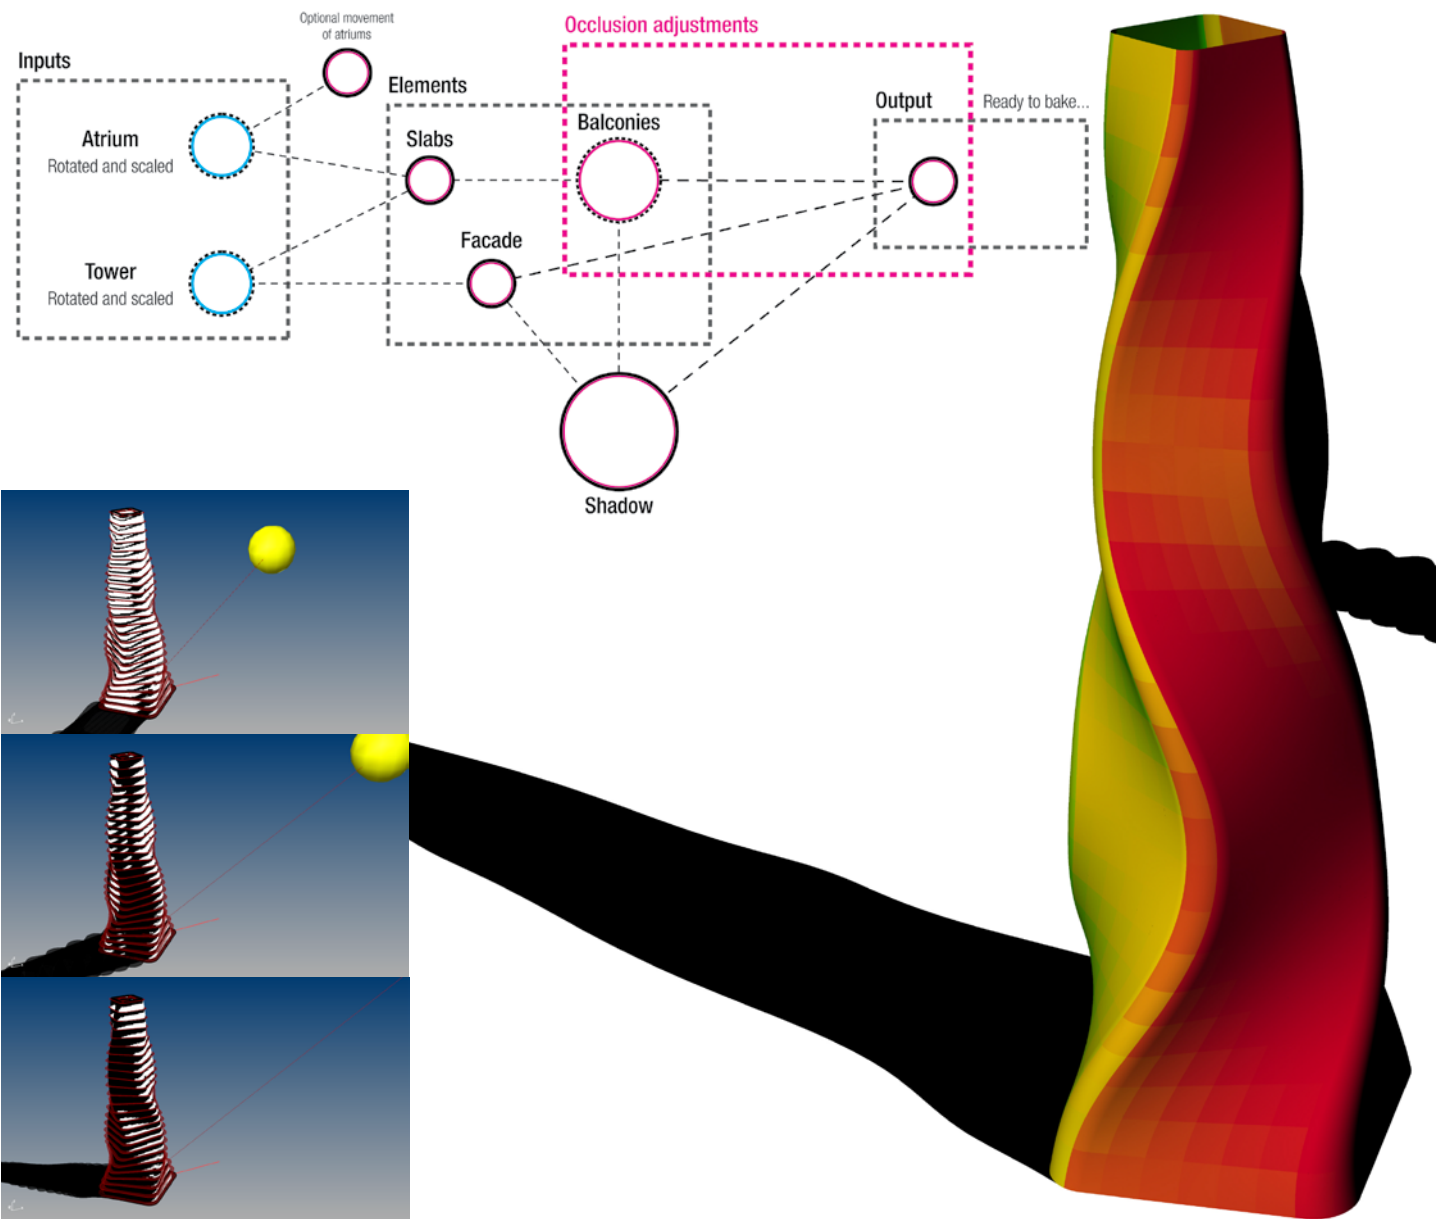 Optional movement
of atriums
Occlusion adjustments
Inputs
Elements
Output
Ready to bake...
Balconies
Atrium
Rotated and scaled
Slabs
Facade
Tower
Rotated and scaled
Shadow